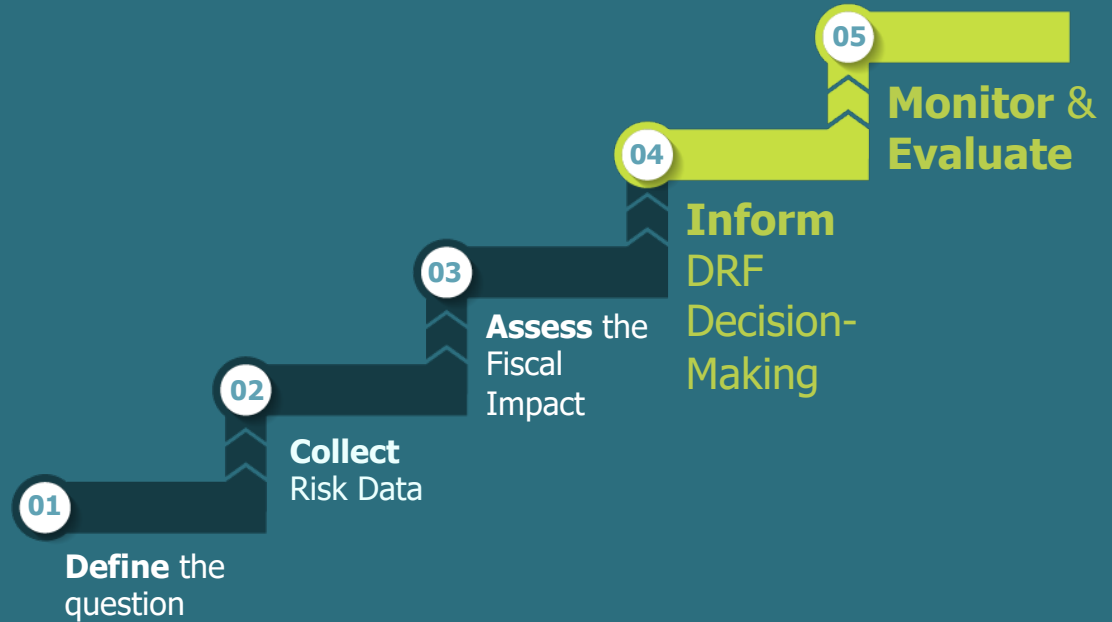 01
Define the
question
02
Collect
Risk Data
03
Assess the
Fiscal
Impact
04
Inform
DRF
Decision-
Making
05
Monitor &
Evaluate